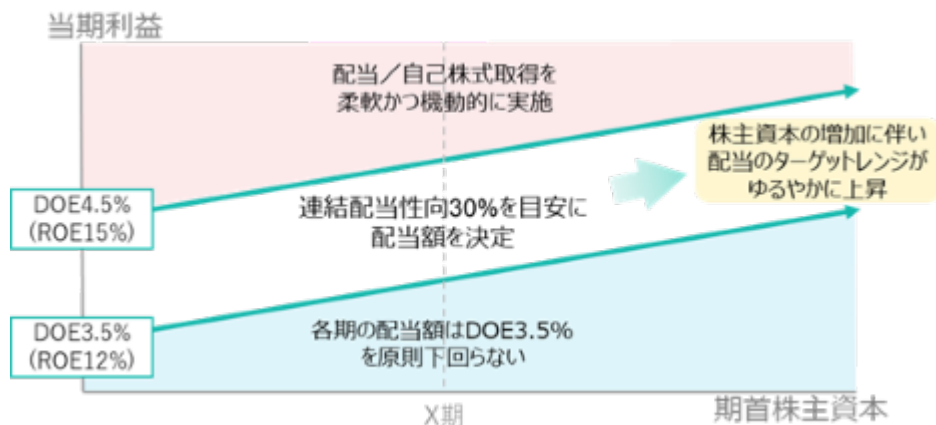 当期利益
配当／自己株式取得を
柔軟かつ機動的に実施
株主資本の増加に伴い
配当のターゲットレンジが
ゆるやかに上昇
DOE4.5%
(ROE15%)
連結配当性向30%を目安に
配当額を決定
DOE3.5%
(ROE12%)
各期の配当額はDOE3.5%
を原則下回らない
X期
期首株主資本